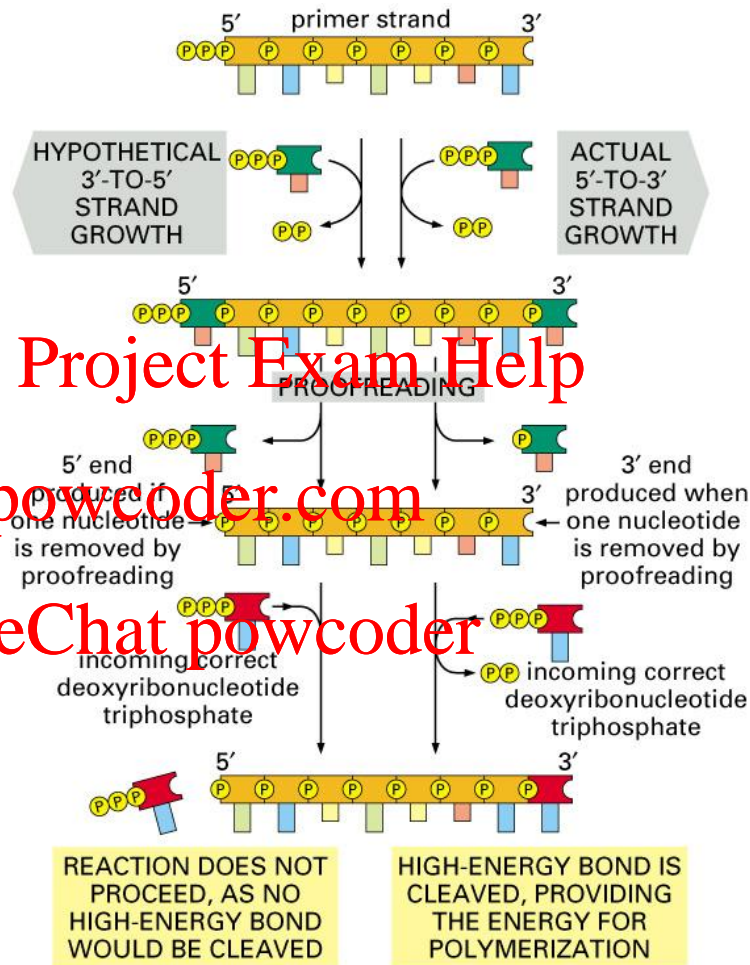 5′ primer strand 3′
P P P P P P P P P
HYPOTHETICAL
3′-TO-5′
STRAND
GROWTH
P P P
P P
P P P
P P
ACTUAL
5′-TO-3′
STRAND
GROWTH
5′ 3′
P P P P P P P P P P P
Project Exam Help
PROOFREADING
P P P
P
5′ end
produced if
one nucleotide
is removed by
proofreading
5′ 3′
P P P P P P P
3′ end
produced when
one nucleotide
is removed by
proofreading
powcoder.com
P P P
P P P
eChat powcoder
incoming correct
deoxyribonucleotide
triphosphate
P P incoming correct
deoxyribonucleotide
triphosphate
5′ 3′
P P P
P P P P P P P P
REACTION DOES NOT
PROCEED, AS NO
HIGH-ENERGY BOND
WOULD BE CLEAVED
HIGH-ENERGY BOND IS
CLEAVED, PROVIDING
THE ENERGY FOR
POLYMERIZATION